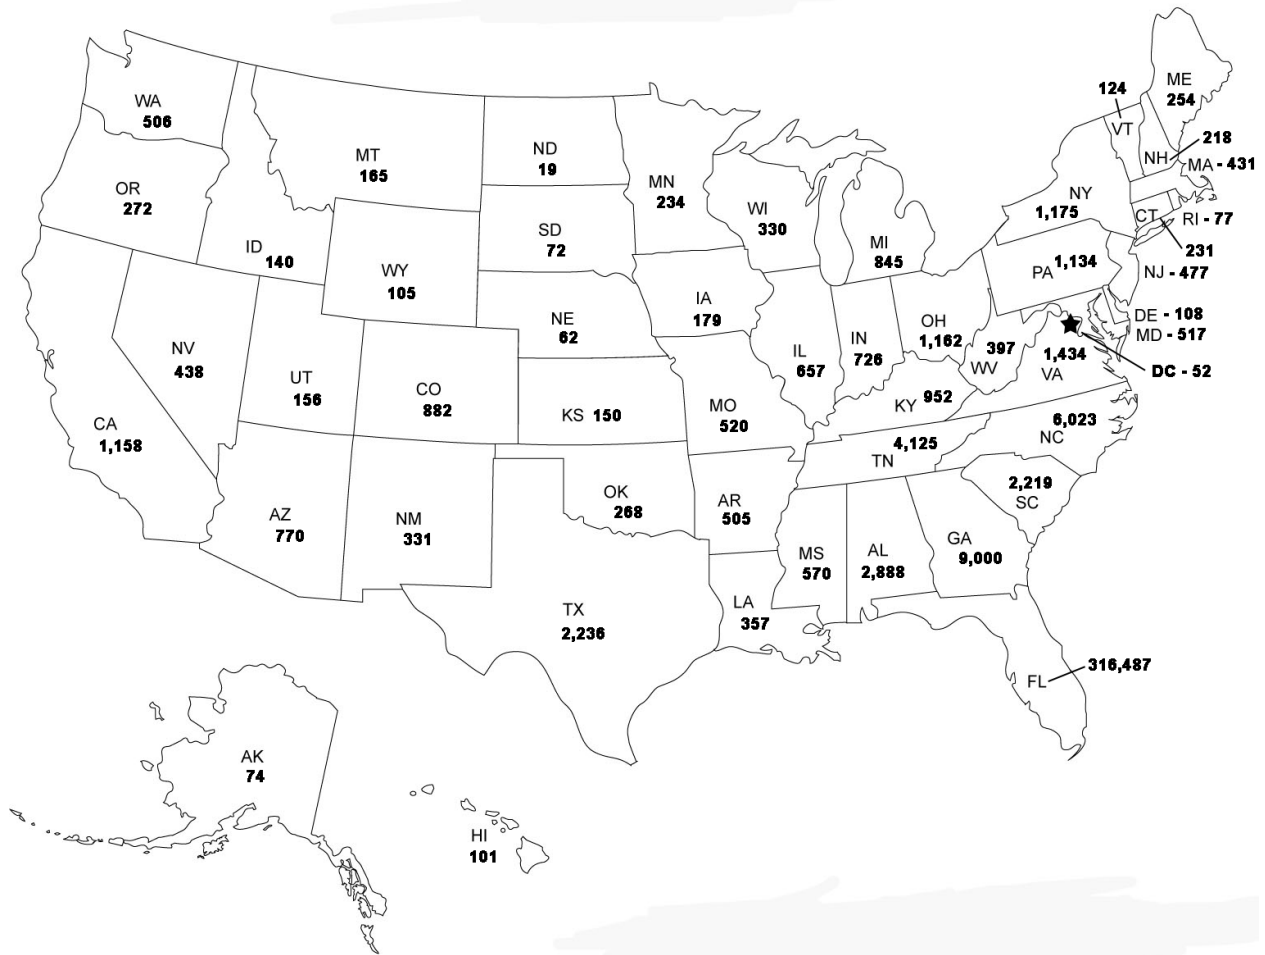 WA
506
OR
272
CA
1,158
ID
140
NV
438
MT
165
WY
105
UT
156
AZ
770
CO
882
NM
331
ND
19
SD
72
NE
62
KS 150
OK
268
TX
2,236
MN
234
IA
179
MO
520
AR
505
LA
357
WI
330
IL
657
MI
845
IN
726
OH
1,162
KY 952
4,125
TN
MS
570
AL
2,888
GA
9,000
316,487
FL
2,219
SC
6,023
NC
1,434
VA
397
WV
1,134
PA
NY
1,175
124
VT
ME
254
218
NH
MA - 431
CT
RI - 77
231
NJ - 477
DE - 108
MD - 517
DC - 52
AK
74
HI
101